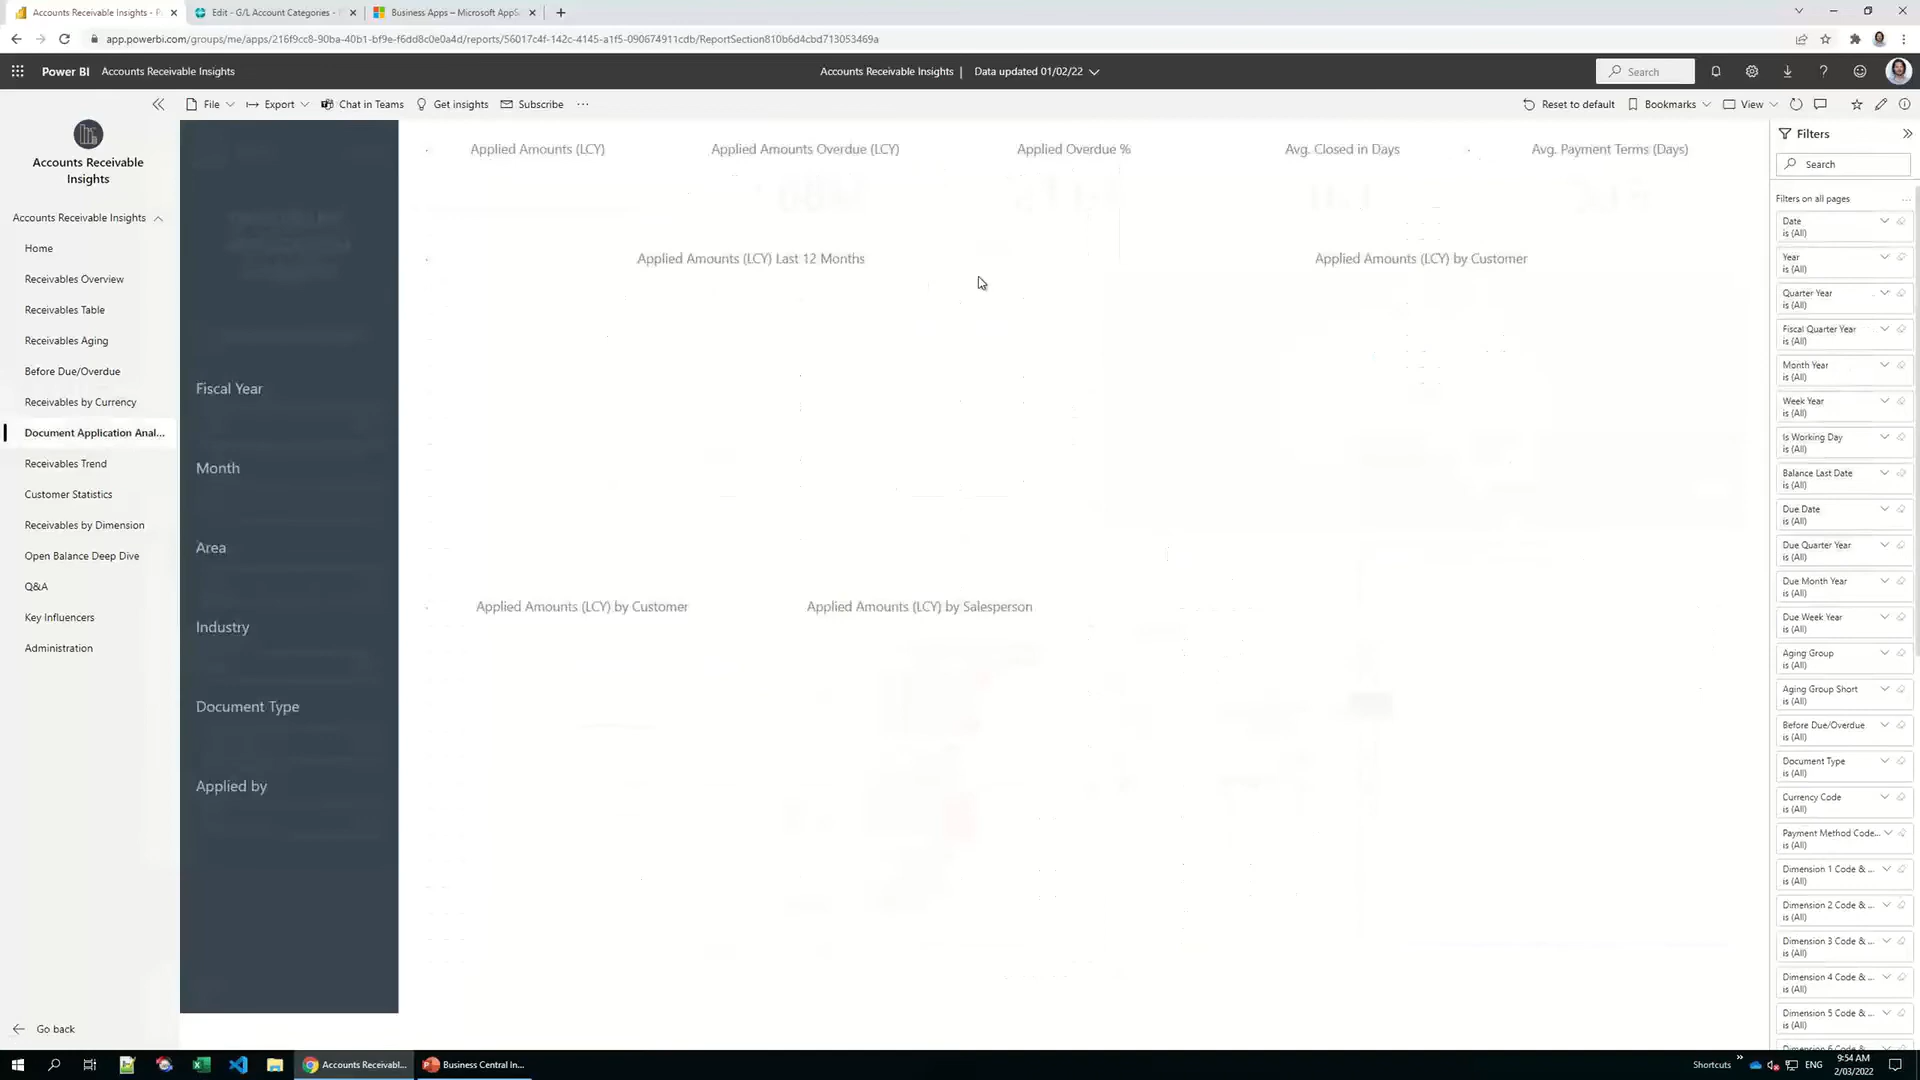 Accounts Receivable Insights - P
Edit - G/L Account Categories -
Business Apps – Microsoft AppS
app.powerbi.com/groups/me/apps/216f9cc8-90ba-40b1-bf9e-f6dd8c0e0a4d/reports/56017c4f-142c-4145-a1f5-090674911cdb/ReportSection810b6d4cbd713053469a
Power BI
Accounts Receivable Insights
Accounts Receivable Insights | Data updated 01/02/22
Search
File
Export
Chat in Teams
Get insights
Subscribe
Reset to default
Bookmarks
View
Accounts Receivable
Insights
Accounts Receivable Insights
Home
Receivables Overview
Receivables Table
Receivables Aging
Before Due/Overdue
Receivables by Currency
Document Application Anal...
Receivables Trend
Customer Statistics
Receivables by Dimension
Open Balance Deep Dive
Q&A
Key Influencers
Administration
Go back
Fiscal Year
Month
Area
Industry
Document Type
Applied by
Applied Amounts (LCY)
Applied Amounts Overdue (LCY)
Applied Overdue %
Avg. Closed in Days
Avg. Payment Terms (Days)
Applied Amounts (LCY) Last 12 Months
Applied Amounts (LCY) by Customer
Applied Amounts (LCY) by Customer
Applied Amounts (LCY) by Salesperson
Filters
Search
Filters on all pages
Date
is (All)
Year
is (All)
Quarter Year
is (All)
Fiscal Quarter Year
is (All)
Month Year
is (All)
Week Year
is (All)
Is Working Day
is (All)
Balance Last Date
is (All)
Due Date
is (All)
Due Quarter Year
is (All)
Due Month Year
is (All)
Due Week Year
is (All)
Aging Group
is (All)
Aging Group Short
is (All)
Before Due/Overdue
is (All)
Document Type
is (All)
Currency Code
is (All)
Payment Method Code...
is (All)
Dimension 1 Code & ...
is (All)
Dimension 2 Code & ...
is (All)
Dimension 3 Code & ...
is (All)
Dimension 4 Code & ...
is (All)
Dimension 5 Code & ...
is (All)
Dimension 6 Code & ...
Accounts Receivabl...
Business Central In...
Shortcuts
ENG
9:54 AM
2/03/2022